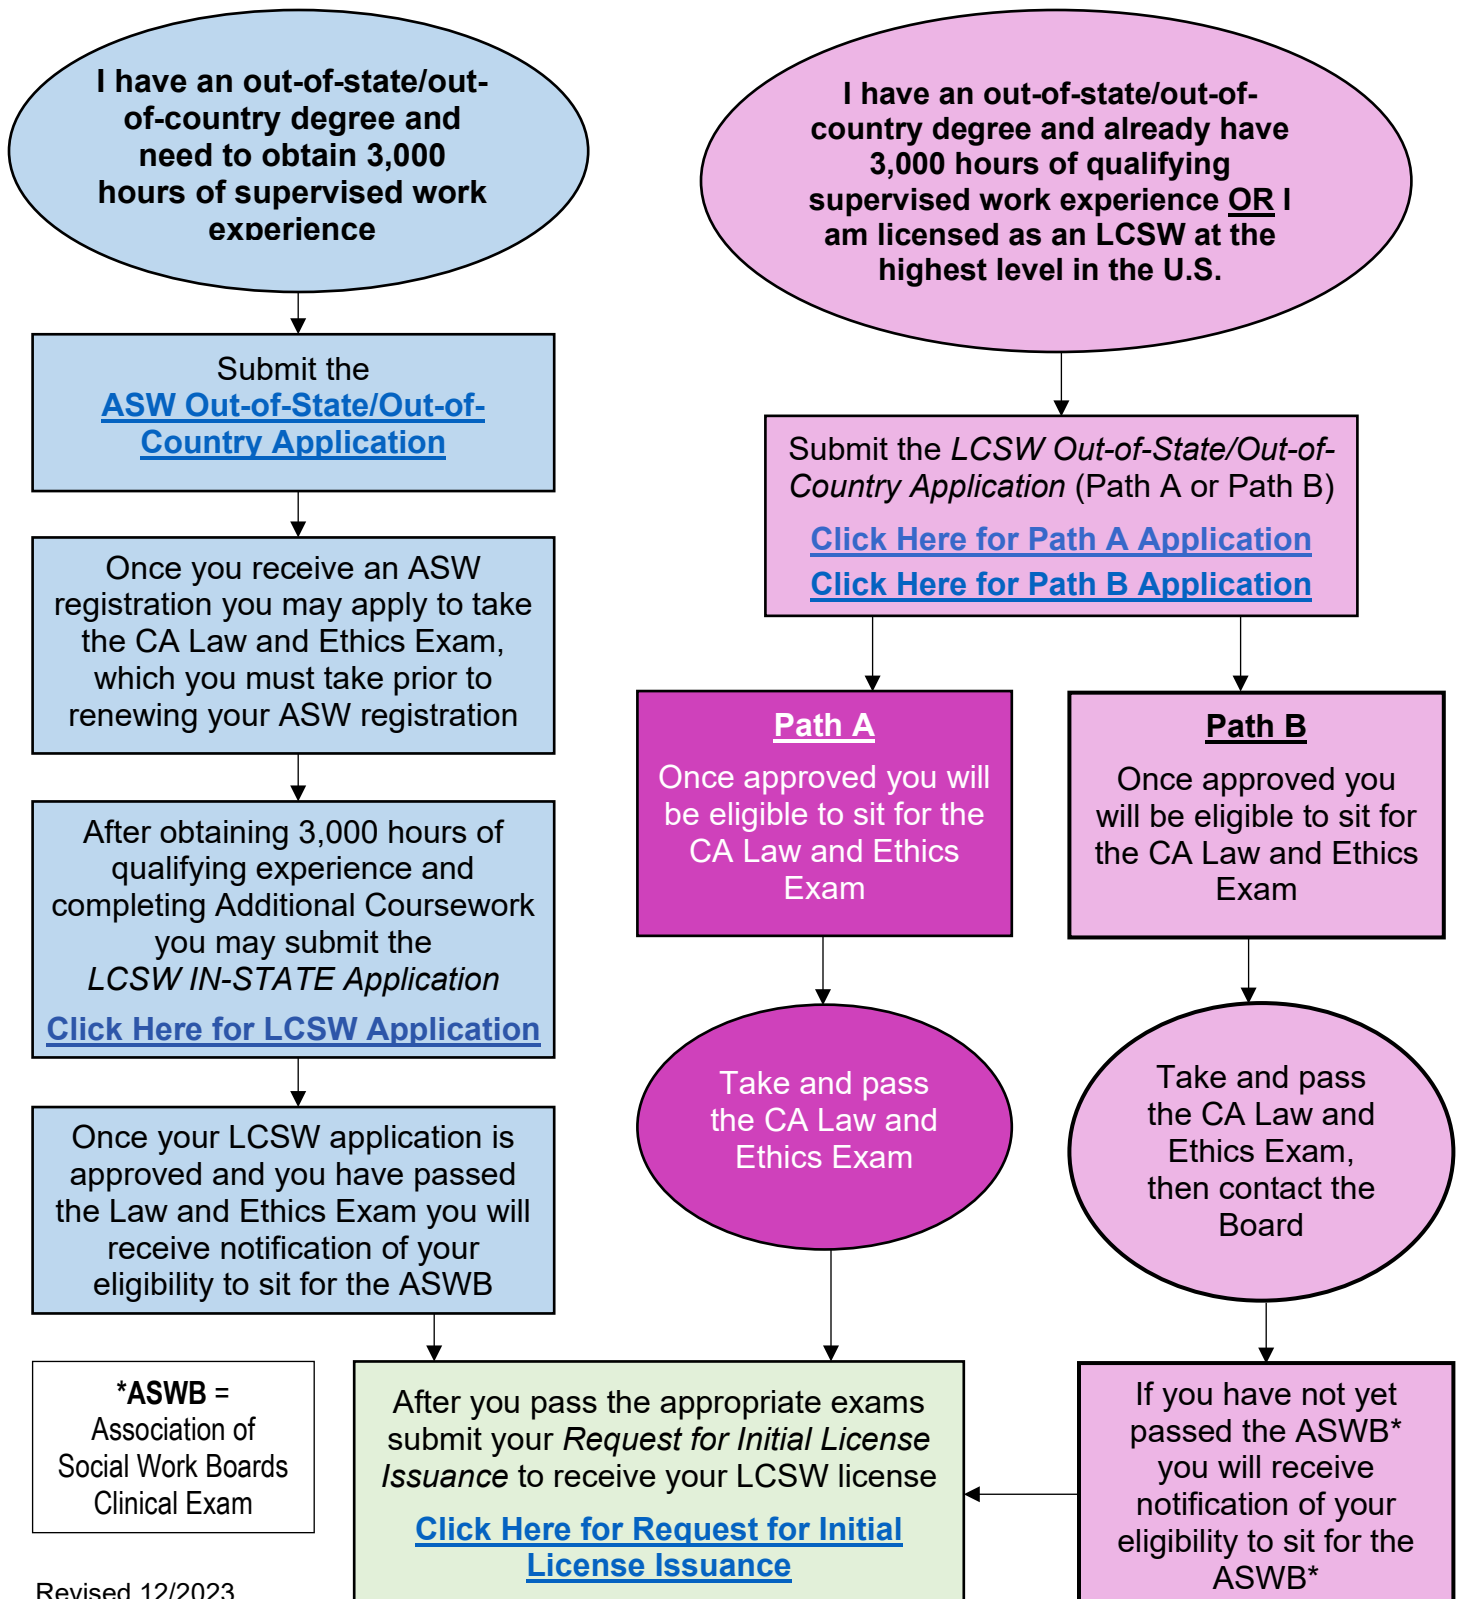 I have an out-of-state/out-
of-country degree and
need to obtain 3,000
hours of supervised work
experience
Submit the
ASW Out-of-State/Out-of-
Country Application
Once you receive an ASW
registration you may apply to take
the CA Law and Ethics Exam,
which you must take prior to
renewing your ASW registration
After obtaining 3,000 hours of
qualifying experience and
completing Additional Coursework
you may submit the
LCSW IN-STATE Application
Click Here for LCSW Application
Once your LCSW application is
approved and you have passed
the Law and Ethics Exam you will
receive notification of your
eligibility to sit for the ASWB
I have an out-of-state/out-of-
country degree and already have
3,000 hours of qualifying
supervised work experience OR I
am licensed as an LCSW at the
highest level in the U.S.
Submit the LCSW Out-of-State/Out-of-
Country Application (Path A or Path B)
Click Here for Path A Application
Click Here for Path B Application
Path A
Once approved you will
be eligible to sit for the
CA Law and Ethics
Exam
Take and pass
the CA Law and
Ethics Exam
Path B
Once approved you
will be eligible to sit for
the CA Law and Ethics
Exam
Take and pass
the CA Law and
Ethics Exam,
then contact the
Board
If you have not yet
passed the ASWB*
you will receive
notification of your
eligibility to sit for the
ASWB*
After you pass the appropriate exams
submit your Request for Initial License
Issuance to receive your LCSW license
Click Here for Request for Initial
License Issuance
*ASWB =
Association of
Social Work Boards
Clinical Exam
Revised 12/2023